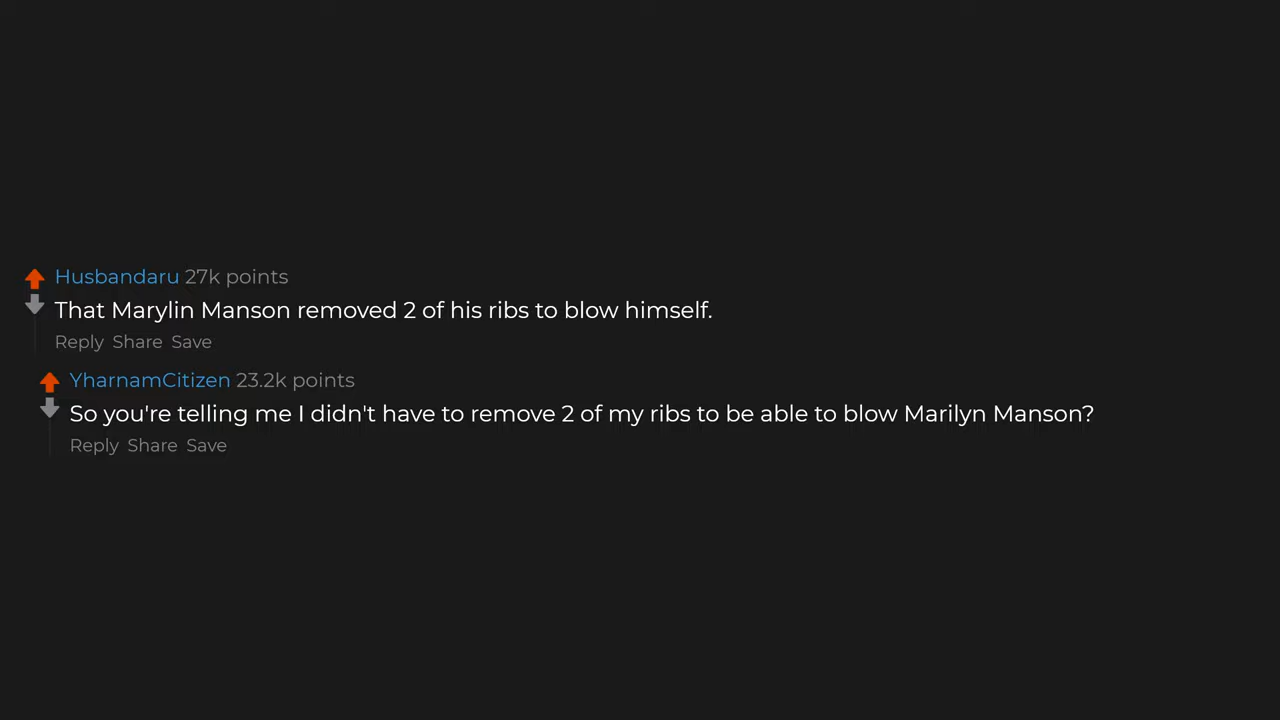 Husbandaru 27k points
That Marylin Manson removed 2 of his ribs to blow himself.
Reply Share Save
YharnamCitizen 23.2k points
So you're telling me I didn't have to remove 2 of my ribs to be able to blow Marilyn Manson?
Reply Share Save